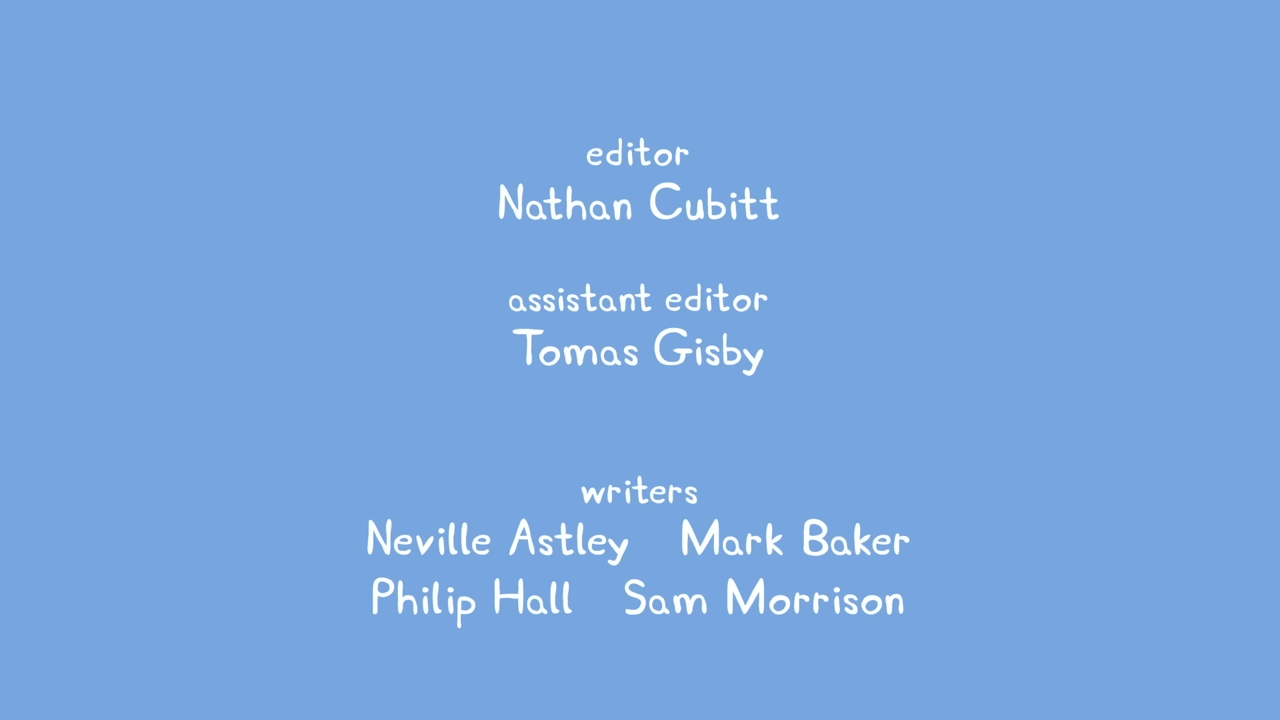 editor
Nathan Cubitt
assistant editor
Tomas Gisby
writers
Neville Astley Mark Baker
Philip Hall Sam Morrison